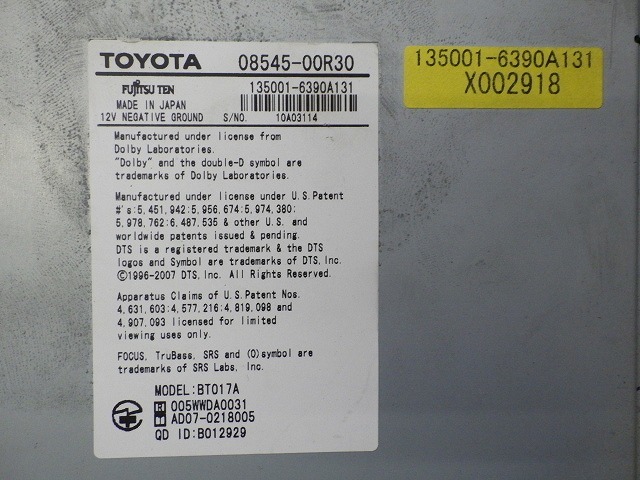 TOYOTA 08545-00R30
FUJITSU TEN 135001-6390A131
MADE IN JAPAN
12V NEGATIVE GROUND S/NO. 10A03114
Manufactured under license from
Dolby Laboratories.
"Dolby" and the double-D symbol are
trademarks of Dolby Laboratories.
Manufactured under license under U.S. Patent
#'s:5,451,942:5,956,674:5,974,380:
5,978,762:6,487,535 & other U.S. and
worldwide patents issued & pending.
DTS is a registered trademark & the DTS
logos and Symbol are trademarks of DTS, Inc.
©1996-2007 DTS, Inc. All Rights Reserved.
Apparatus Claims of U.S. Patent Nos.
4,631,603:4,577,216:4,819,098 and
4,907,093 licensed for limited
viewing uses only.
FOCUS, TruBass, SRS and (O)symbol are
trademarks of SRS Labs, Inc.
MODEL:BT017A
005WWDA0031
AD07-0218005
QD ID:B012929
135001-6390A131
X002918